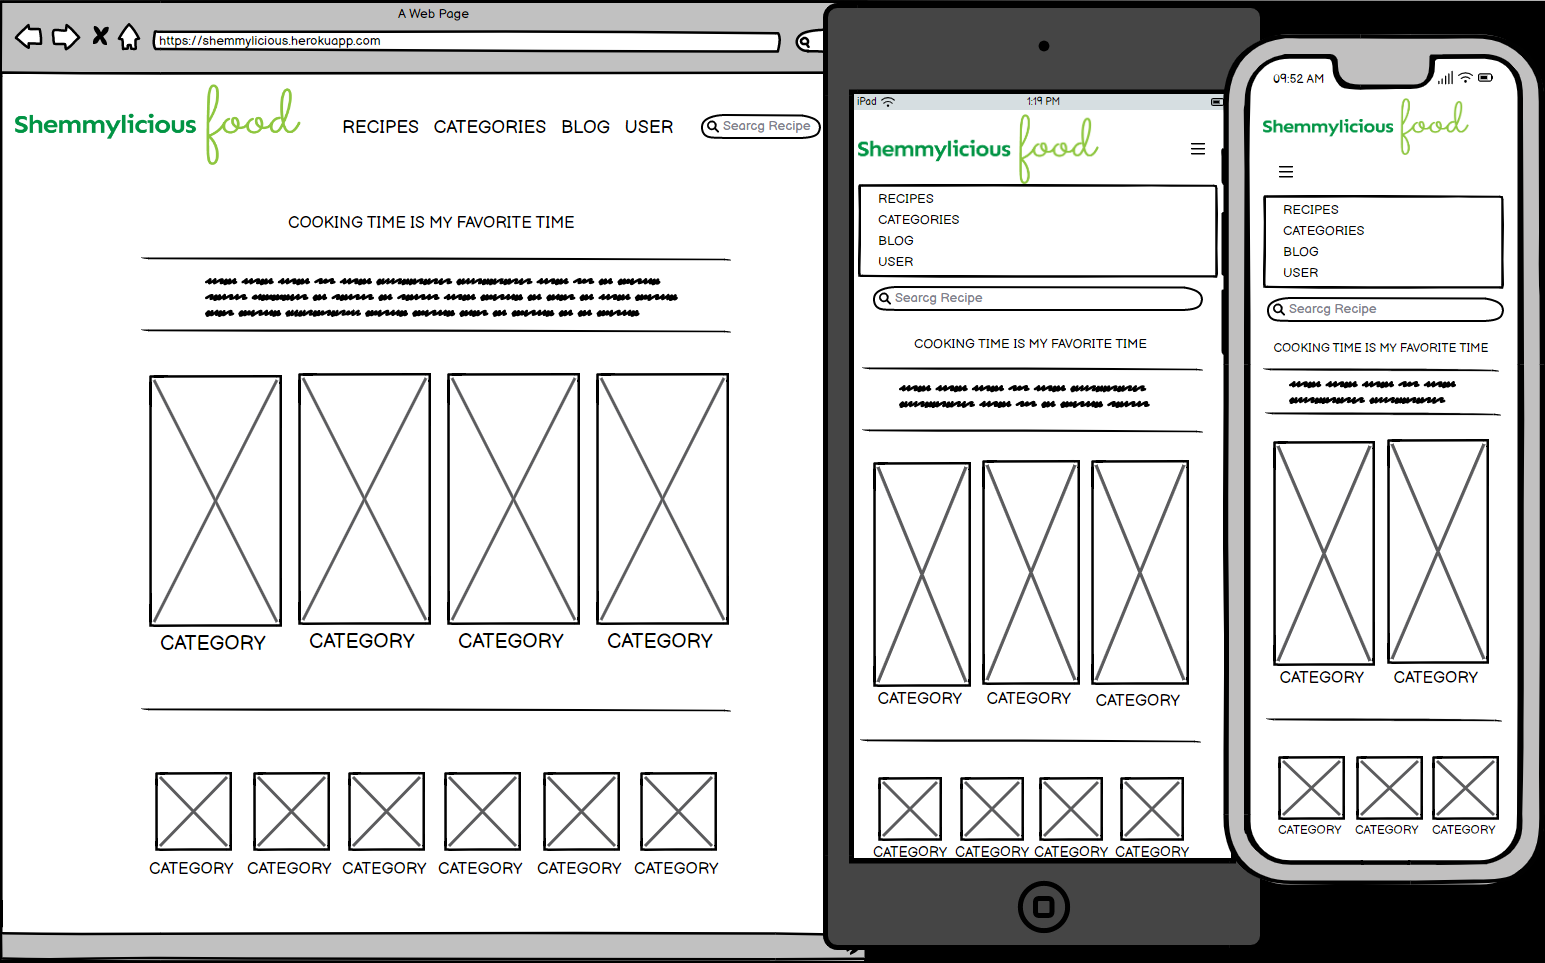 A Web Page
https://shemmylicious.herokuapp.com
Shemmylicious food
RECIPES CATEGORIES BLOG USER
Searcg Recipe
COOKING TIME IS MY FAVORITE TIME
CATEGORY CATEGORY CATEGORY CATEGORY
CATEGORY CATEGORY CATEGORY CATEGORY CATEGORY CATEGORY
iPad 1:19 PM
Shemmylicious food
RECIPES
CATEGORIES
BLOG
USER
Searcg Recipe
COOKING TIME IS MY FAVORITE TIME
CATEGORY CATEGORY CATEGORY
CATEGORY CATEGORY CATEGORY CATEGORY
09:52 AM
Shemmylicious food
RECIPES
CATEGORIES
BLOG
USER
Searcg Recipe
COOKING TIME IS MY FAVORITE TIME
CATEGORY CATEGORY
CATEGORY CATEGORY CATEGORY